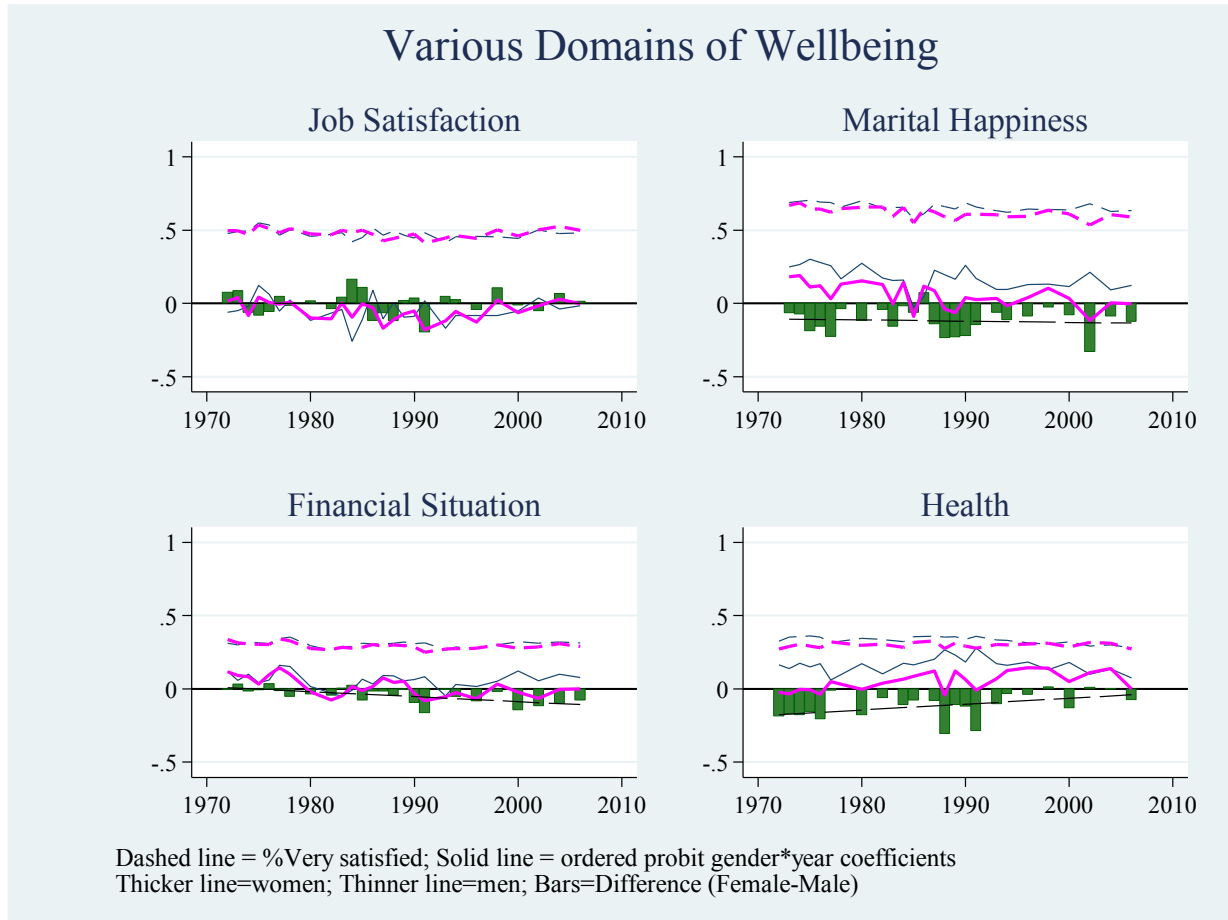 Various Domains of Wellbeing
Job Satisfaction
1
.5
0
-.5
1970 1980 1990 2000 2010
Marital Happiness
1
.5
0
-.5
1970 1980 1990 2000 2010
Financial Situation
1
.5
0
-.5
1970 1980 1990 2000 2010
Health
1
.5
0
-.5
1970 1980 1990 2000 2010
Dashed line = %Very satisfied; Solid line = ordered probit gender*year coefficients
Thicker line=women; Thinner line=men; Bars=Difference (Female-Male)